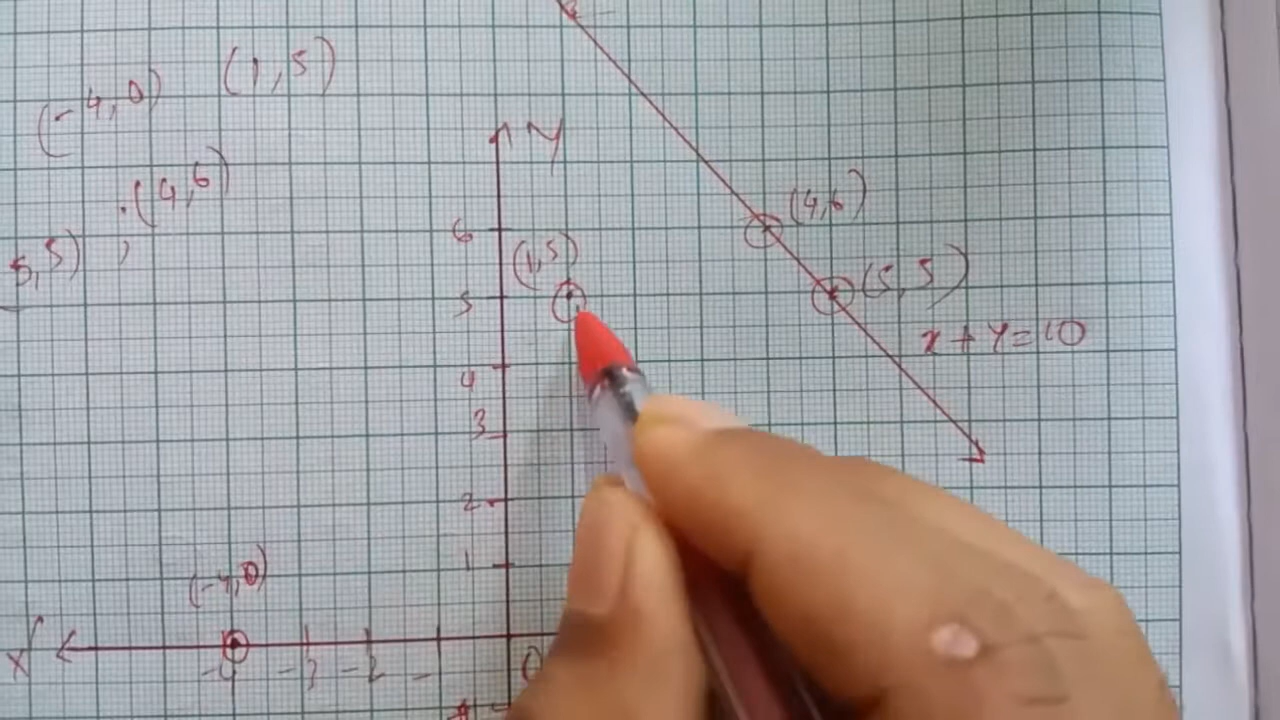 (-4,0) (1,5)
(4,6)
5,5) ,
Y
6 (1,5) (4,6)
5 (5,5)
x+y=10
4
3
2
1
(-4,0)
X' -4 -3 -2 - 0